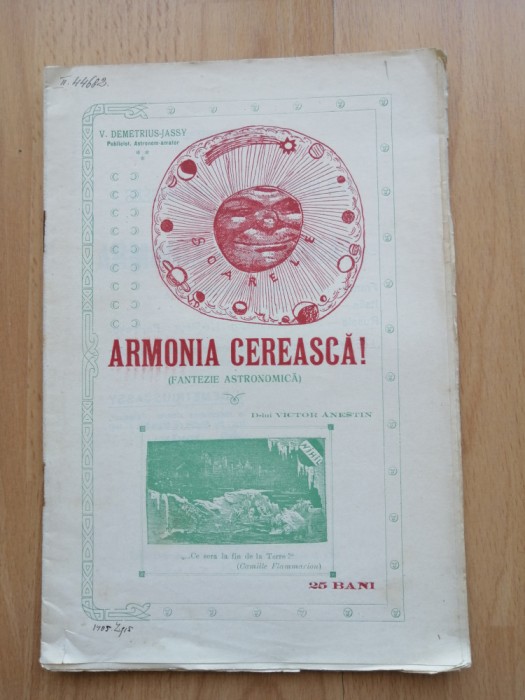 II. 44683.
V. DEMETRIUS-JASSY
Publicist, Astronom-amator
SOARELE
ARMONIA CEREASCĂ!
(FANTEZIE ASTRONOMICĂ)
D-lui VICTOR ANESTIN
„...Ce sera la fin de la Terre?"
(Camille Flammarion)
25 BANI